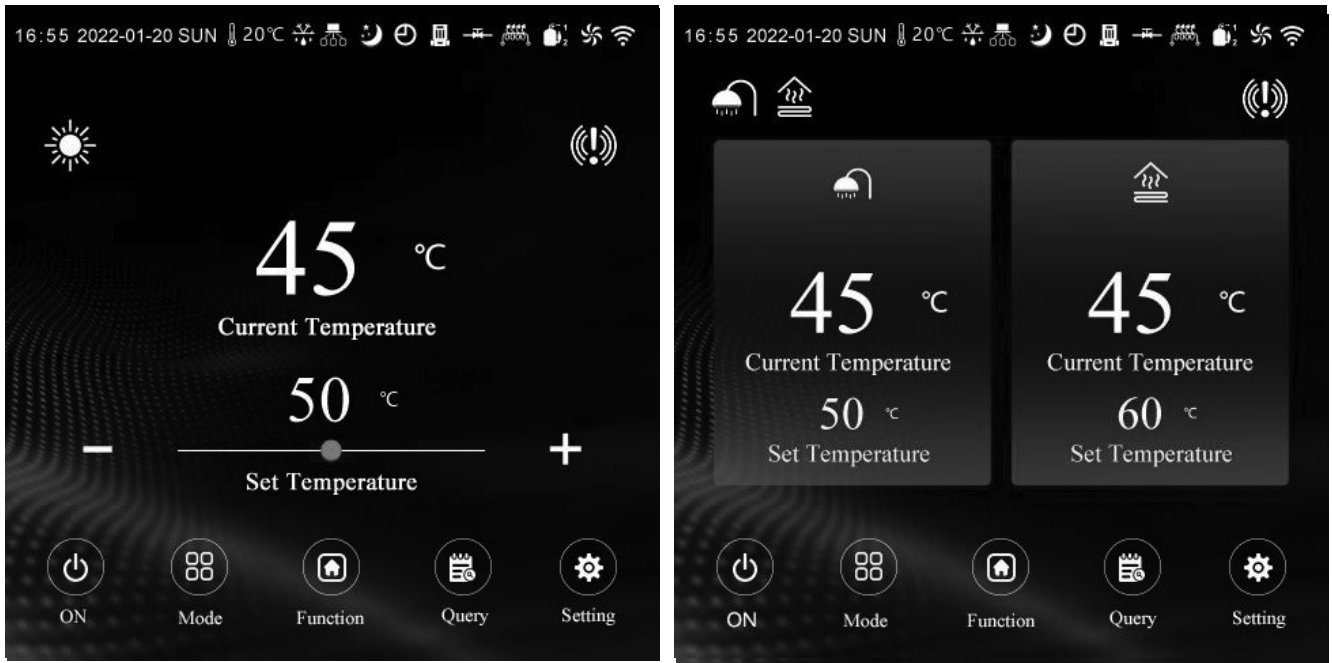 16:55 2022-01-20 SUN 20℃
45 ℃
Current Temperature
50 ℃
Set Temperature
ON Mode Function Query Setting
16:55 2022-01-20 SUN 20℃
45 ℃ 45 ℃
Current Temperature Current Temperature
50 ℃ 60 ℃
Set Temperature Set Temperature
ON Mode Function Query Setting